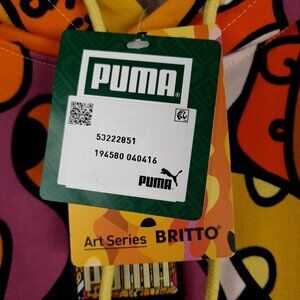 PUMA®
53222851
194580 040416
PUMA
Art Series BRITTO®
PUMA